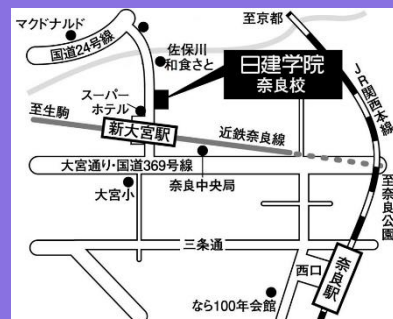 マクドナルド
国道24号線
至京都
佐保川
和食さと
日建学院
奈良校
JR関西本線
スーパー
ホテル
至生駒
新大宮駅
近鉄奈良線
大宮通り・国道369号線
奈良中央局
大宮小
至奈良公園
三条通
西口
奈良駅
なら100年会館